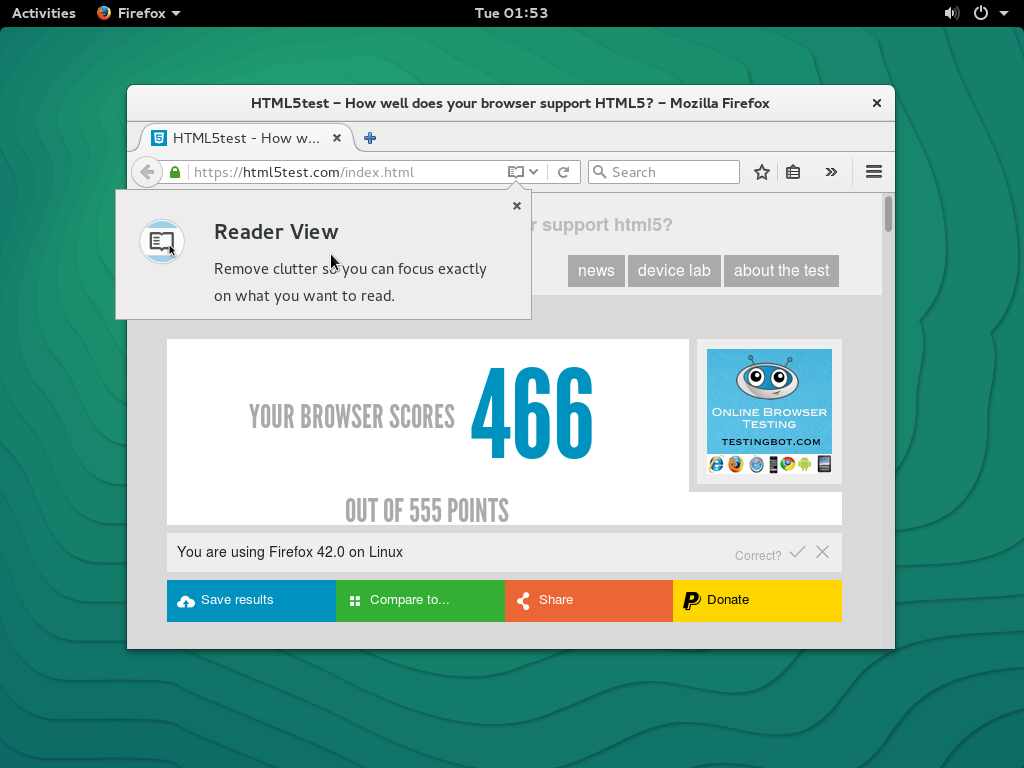 Activities Firefox Tue 01:53
HTML5test – How well does your browser support HTML5? – Mozilla Firefox
HTML5test - How w...
https://html5test.com/index.html Search
Reader View
Remove clutter so you can focus exactly
on what you want to read.
support html5?
news device lab about the test
YOUR BROWSER SCORES 466
OUT OF 555 POINTS
ONLINE BROWSER
TESTING
TESTINGBOT.COM
You are using Firefox 42.0 on Linux Correct?
Save results Compare to... Share Donate